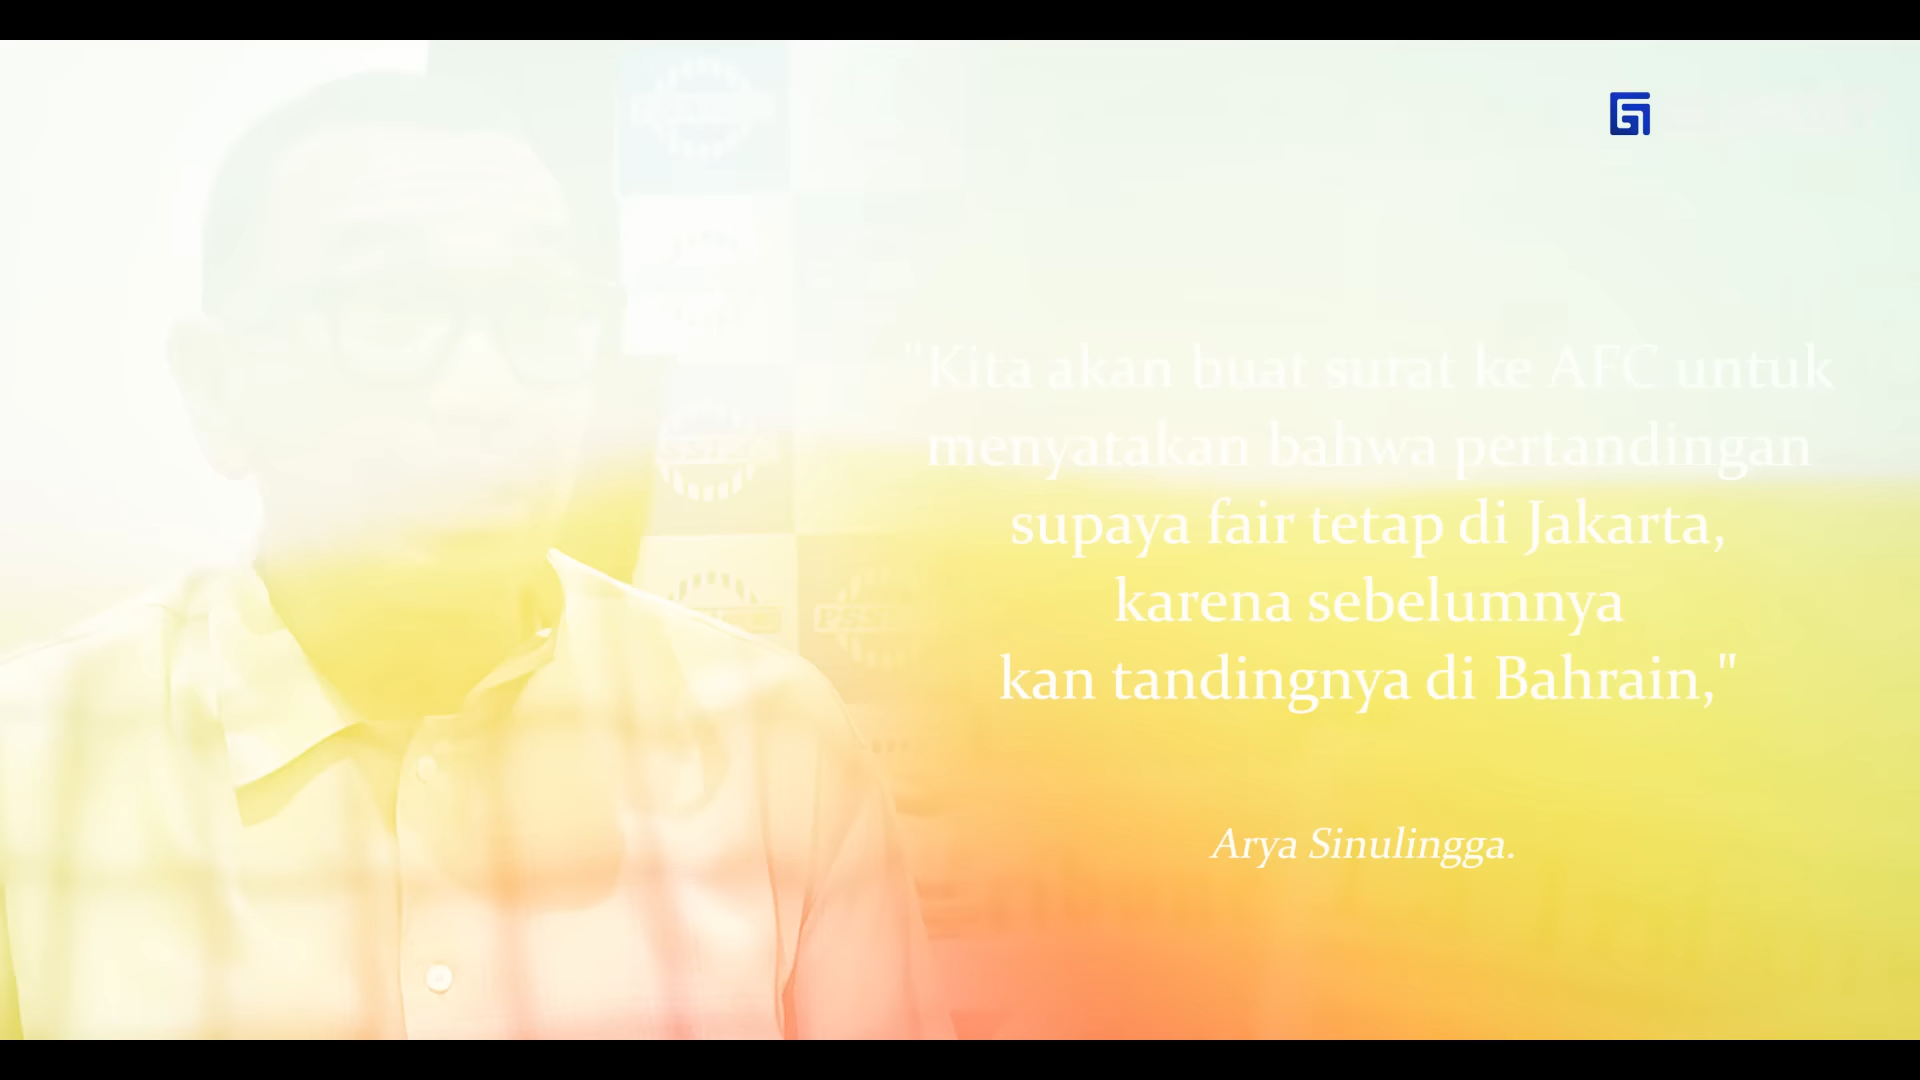 "Kita akan buat surat ke AFC untuk
menyatakan bahwa pertandingan
supaya fair tetap di Jakarta,
karena sebelumnya
kan tandingnya di Bahrain,"
Arya Sinulingga.